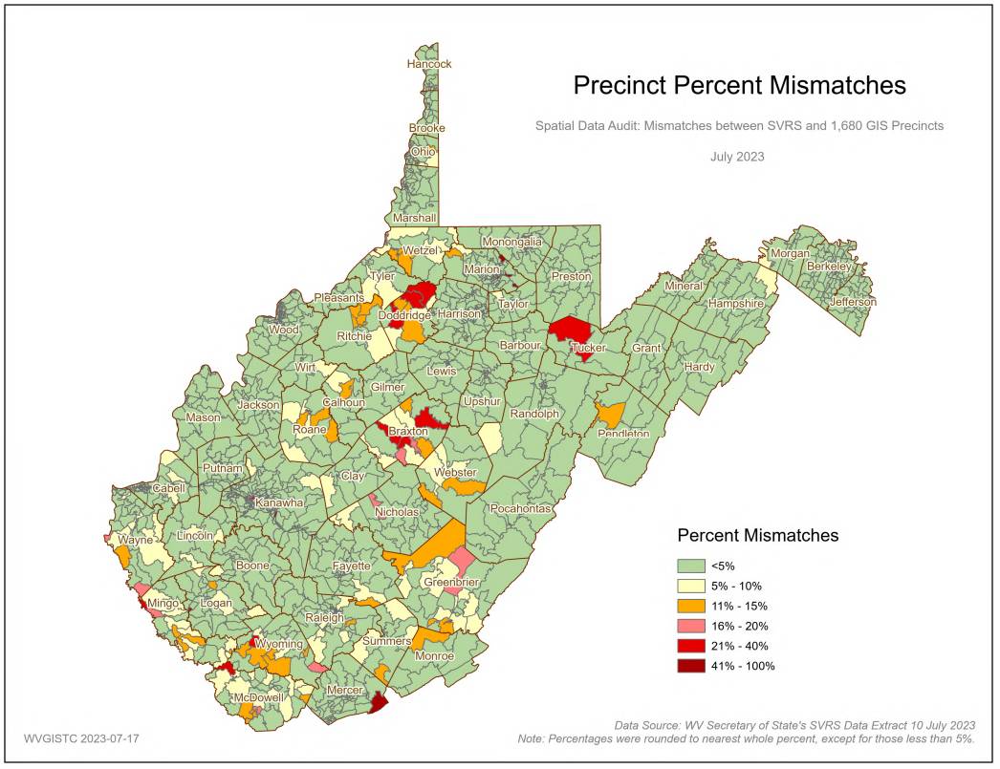 Precinct Percent Mismatches
Spatial Data Audit: Mismatches between SVRS and 1,680 GIS Precincts
July 2023
Hancock
Brooke
Ohio
Marshall
Wetzel
Monongalia
Marion
Tyler
Preston
Morgan
Berkeley
Jefferson
Mineral
Hampshire
Pleasants
Doddridge
Harrison
Taylor
Wood
Ritchie
Barbour
Tucker
Grant
Hardy
Wirt
Lewis
Gilmer
Calhoun
Upshur
Randolph
Jackson
Mason
Roane
Braxton
Pendleton
Putnam
Clay
Webster
Cabell
Kanawha
Nicholas
Pocahontas
Wayne
Lincoln
Boone
Fayette
Greenbrier
Mingo
Logan
Raleigh
Wyoming
Summers
Monroe
McDowell
Mercer
Percent Mismatches
<5%
5% - 10%
11% - 15%
16% - 20%
21% - 40%
41% - 100%
WVGISTC 2023-07-17
Data Source: WV Secretary of State's SVRS Data Extract 10 July 2023
Note: Percentages were rounded to nearest whole percent, except for those less than 5%.